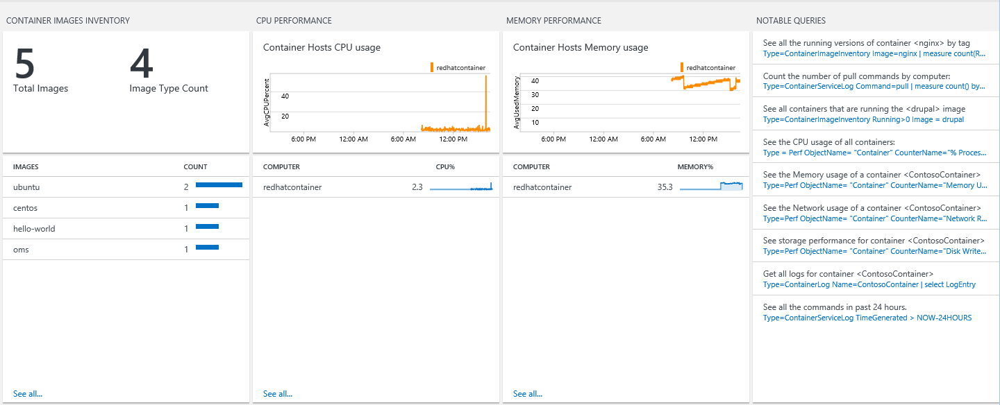 CONTAINER IMAGES INVENTORY
5
4
Total Images
Image Type Count
IMAGES COUNT
ubuntu 2
centos 1
hello-world 1
oms 1
See all...
CPU PERFORMANCE
Container Hosts CPU usage
redhatcontainer
AvgCPUPercent
40
20
6:00 PM 12:00 AM 6:00 AM 12:00 PM
COMPUTER CPU%
redhatcontainer 2.3
See all...
MEMORY PERFORMANCE
Container Hosts Memory usage
redhatcontainer
AvgUsedMemory
40
30
20
10
6:00 PM 12:00 AM 6:00 AM 12:00 PM
COMPUTER MEMORY%
redhatcontainer 35.3
See all...
NOTABLE QUERIES
See all the running versions of container <nginx> by tag
Type=ContainerImageInventory Image=nginx | measure count(R...
Count the number of pull commands by computer:
Type=ContainerServiceLog Command=pull | measure count() by...
See all containers that are running the <drupal> image
Type=ContainerImageInventory Running>0 Image = drupal
See the CPU usage of all containers:
Type = Perf ObjectName= "Container" CounterName="% Proces...
See the Memory usage of a container <ContosoContainer>
Type=Perf ObjectName= "Container" CounterName="Memory U...
See the Network usage of a container <ContosoContainer>
Type=Perf ObjectName= "Container" CounterName="Network R...
See storage performance for container <ContosoContainer>
Type=Perf ObjectName= "Container" CounterName="Disk Write...
Get all logs for container <ContosoContainer>
Type=ContainerLog Name=ContosoContainer | select LogEntry
See all the commands in past 24 hours.
Type=ContainerServiceLog TimeGenerated > NOW-24HOURS